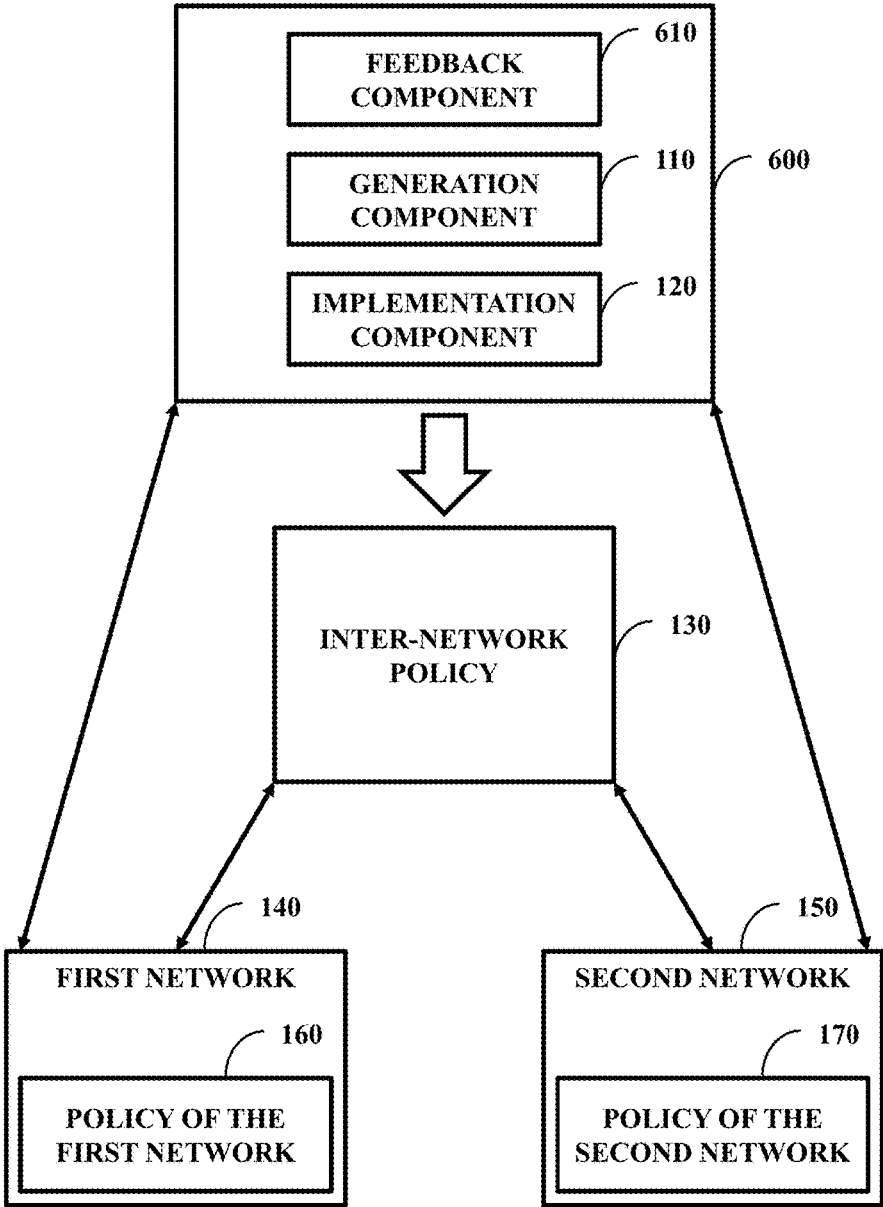 610
FEEDBACK
COMPONENT
110
600
GENERATION
COMPONENT
120
IMPLEMENTATION
COMPONENT
130
INTER-NETWORK
POLICY
140
150
FIRST NETWORK
SECOND NETWORK
160
170
POLICY OF THE
FIRST NETWORK
POLICY OF THE
SECOND NETWORK